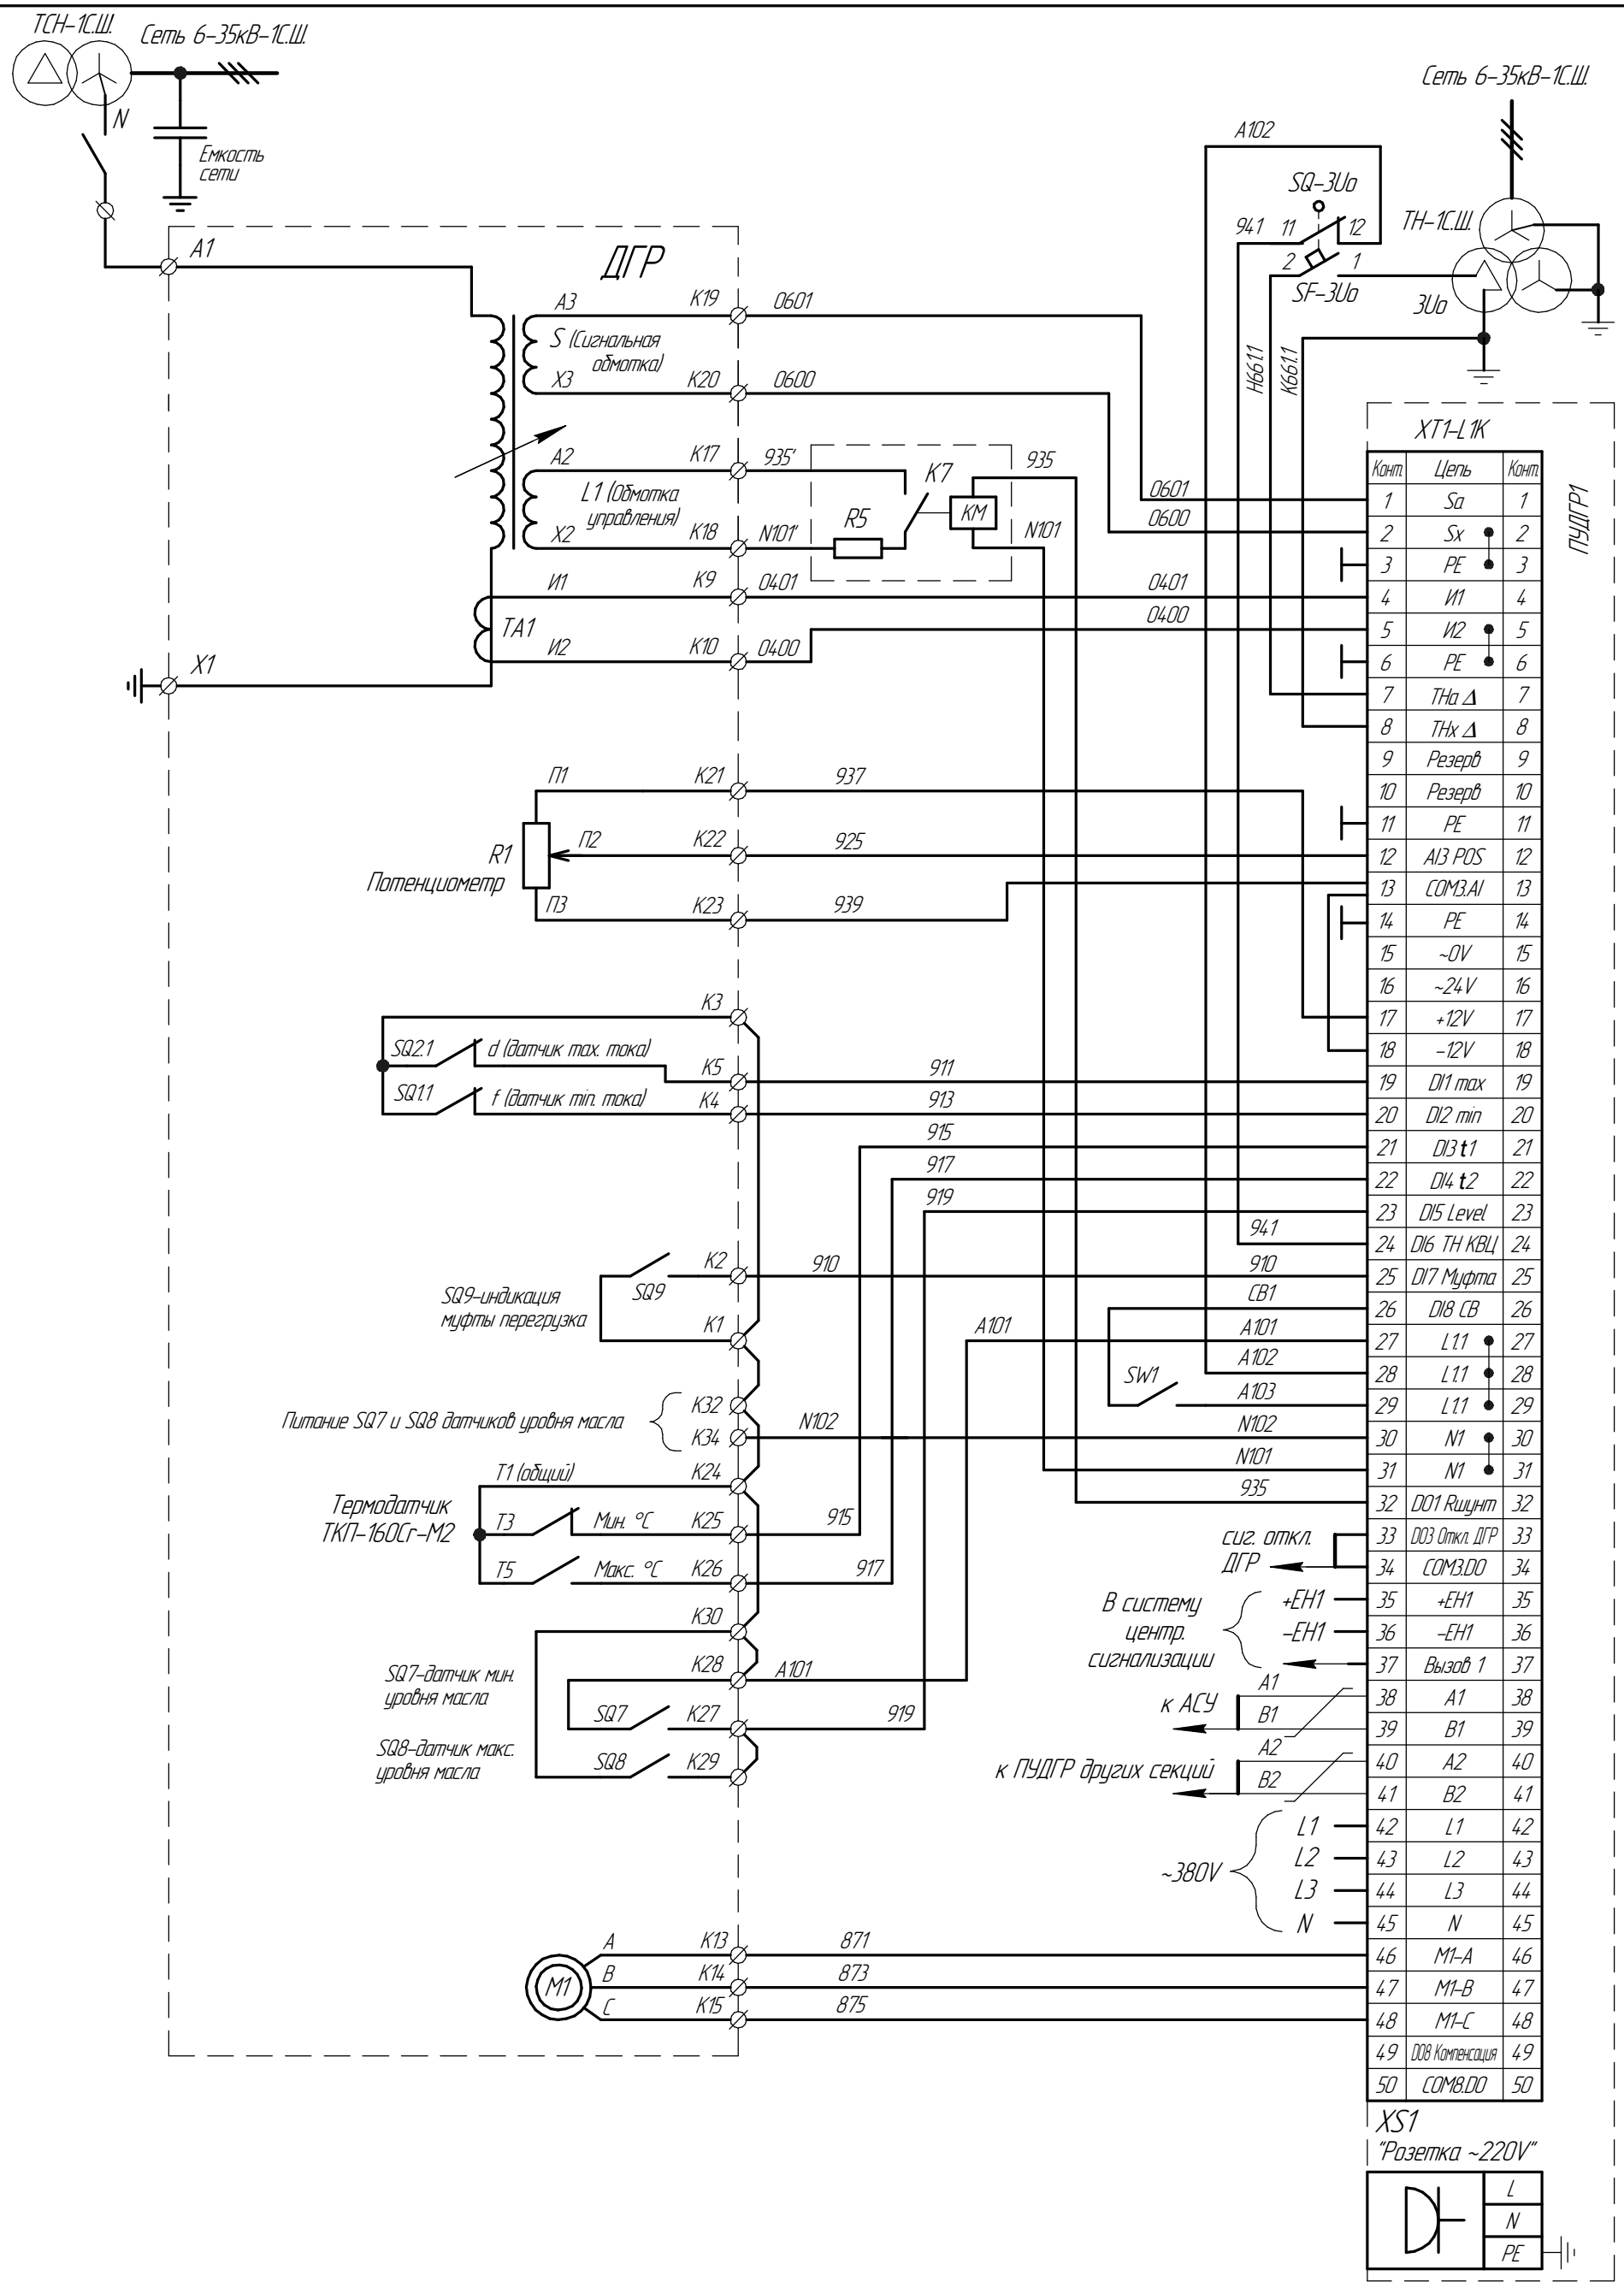 ТСН-1С.Ш.
Сеть 6-35кВ-1С.Ш.
N
Емкость
сети
Сеть 6-35кВ-1С.Ш.
A102
SQ-3Uo
941 11 12
2 1
SF-3Uo
ТН-1С.Ш.
3Uo
H661.1
K661.1
A1
ДГР
A3 K19 0601
S (Сигнальная
обмотка)
X3 K20 0600
A2 K17 935'
L1 (Обмотка
управления)
X2 K18 N101'
K7
R5
KM
935
N101
И1 K9 0401
TA1
И2 K10 0400
X1
0601
0600
0401
0400
П1 K21 937
R1
П2 K22 925
Потенциометр
П3 K23 939
K3
SQ2.1 d (датчик max. тока) K5 911
SQ1.1 f (датчик min. тока) K4 913
915
917
919
941
K2 910 910
SQ9
SQ9-индикация
муфты перегрузка
K1
CB1
A101 A101
A102
SW1
A103
K32
Питание SQ7 и SQ8 датчиков уровня масла
K34 N102 N102
N101
935
T1 (общий) K24
Термодатчик
ТКП-160Сг-М2
T3 Мин. °C K25 915
T5 Макс. °C K26 917
K30
SQ7-датчик мин.
уровня масла
K28 A101
SQ7 K27 919
SQ8-датчик макс.
уровня масла
SQ8 K29
сиг. откл.
ДГР
В систему
центр.
сигнализации
+EH1
-EH1
к АСУ
A1
B1
к ПУДГР других секций
A2
B2
~380V
L1
L2
L3
N
M1
A K13 871
B K14 873
C K15 875
ПУДГР1
XT1-L1K
Конт. Цепь Конт.
1 Sa 1
2 Sx 2
3 PE 3
4 И1 4
5 И2 5
6 PE 6
7 ТНа Δ 7
8 ТНх Δ 8
9 Резерв 9
10 Резерв 10
11 PE 11
12 AI3 POS 12
13 COM3.AI 13
14 PE 14
15 ~0V 15
16 ~24V 16
17 +12V 17
18 -12V 18
19 DI1 max 19
20 DI2 min 20
21 DI3 t1 21
22 DI4 t2 22
23 DI5 Level 23
24 DI6 ТН КВЦ 24
25 DI7 Муфта 25
26 DI8 СВ 26
27 L1.1 27
28 L1.1 28
29 L1.1 29
30 N1 30
31 N1 31
32 DO1 Rшунт 32
33 DO3 Откл. ДГР 33
34 COM3.DO 34
35 +EH1 35
36 -EH1 36
37 Вызов 1 37
38 A1 38
39 B1 39
40 A2 40
41 B2 41
42 L1 42
43 L2 43
44 L3 44
45 N 45
46 M1-A 46
47 M1-B 47
48 M1-C 48
49 DO8 Компенсация 49
50 COM8.DO 50
XS1
"Розетка ~220V"
L
N
PE